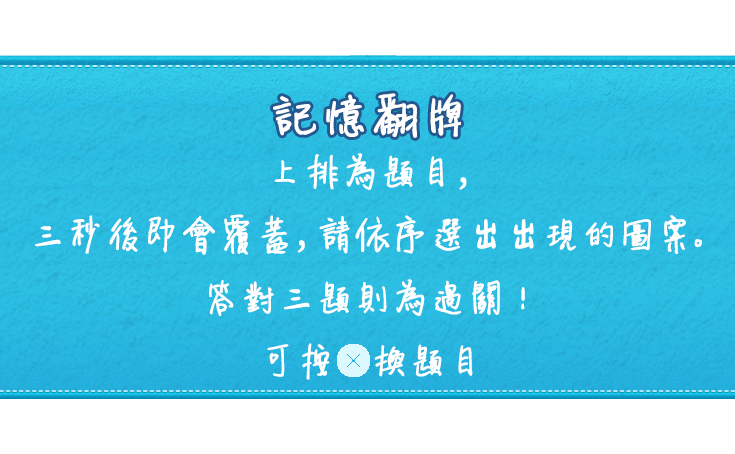 記憶翻牌
上排為題目,
三秒後即會覆蓋,請依序選出出現的圖案。
答對三題則為過關！
可按╳換題目